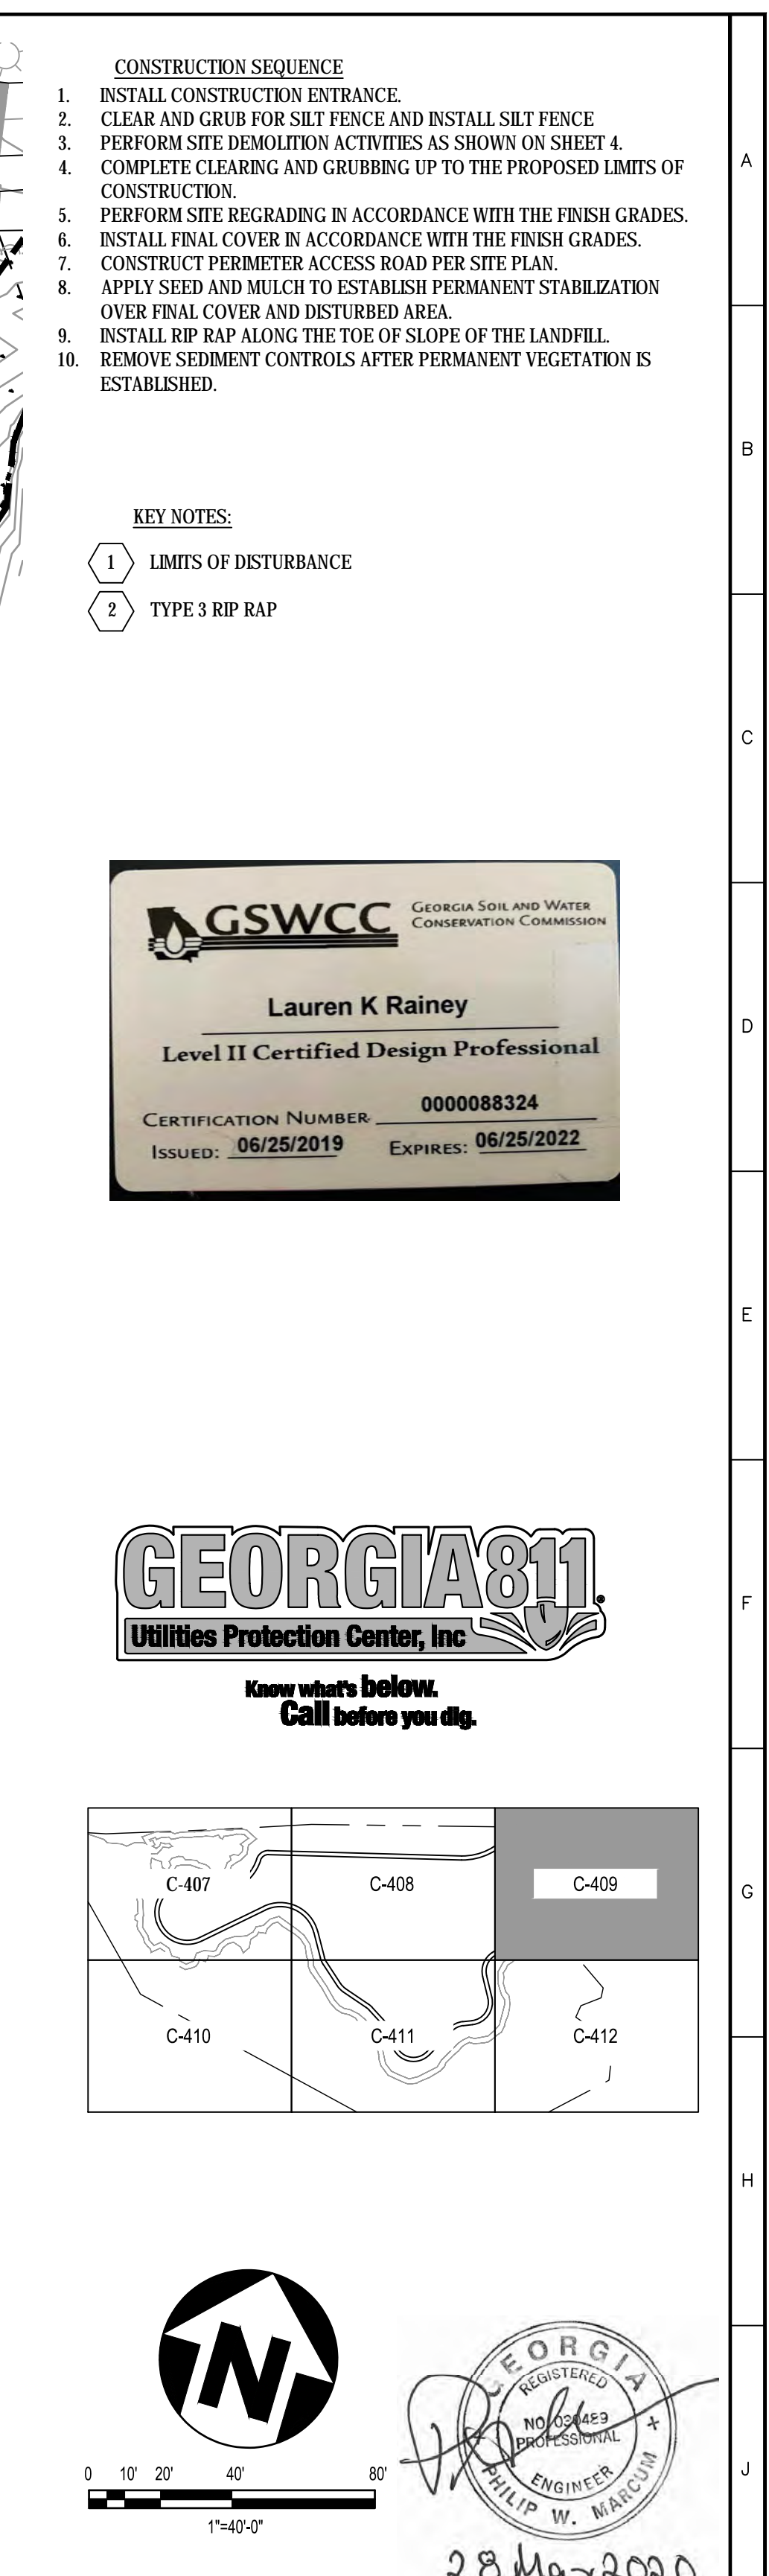 CONSTRUCTION SEQUENCE
1. INSTALL CONSTRUCTION ENTRANCE.
2. CLEAR AND GRUB FOR SILT FENCE AND INSTALL SILT FENCE
3. PERFORM SITE DEMOLITION ACTIVITIES AS SHOWN ON SHEET 4.
4. COMPLETE CLEARING AND GRUBBING UP TO THE PROPOSED LIMITS OF
CONSTRUCTION.
5. PERFORM SITE REGRADING IN ACCORDANCE WITH THE FINISH GRADES.
6. INSTALL FINAL COVER IN ACCORDANCE WITH THE FINISH GRADES.
7. CONSTRUCT PERIMETER ACCESS ROAD PER SITE PLAN.
8. APPLY SEED AND MULCH TO ESTABLISH PERMANENT STABILIZATION
OVER FINAL COVER AND DISTURBED AREA.
9. INSTALL RIP RAP ALONG THE TOE OF SLOPE OF THE LANDFILL.
10. REMOVE SEDIMENT CONTROLS AFTER PERMANENT VEGETATION IS
ESTABLISHED.
KEY NOTES:
1 LIMITS OF DISTURBANCE
2 TYPE 3 RIP RAP
GSWCC
GEORGIA SOIL AND WATER
CONSERVATION COMMISSION
Lauren K Rainey
Level II Certified Design Professional
CERTIFICATION NUMBER 0000088324
ISSUED: 06/25/2019 EXPIRES: 06/25/2022
GEORGIA811®
Utilities Protection Center, Inc
Know what's below.
Call before you dig.
C-407 C-408 C-409
C-410 C-411 C-412
N
0 10' 20' 40' 80'
1"=40'-0"
GEORGIA
REGISTERED
PROFESSIONAL
ENGINEER
PHILIP W. MARCUM
28 Mar 2020
A
B
C
D
E
F
G
H
J